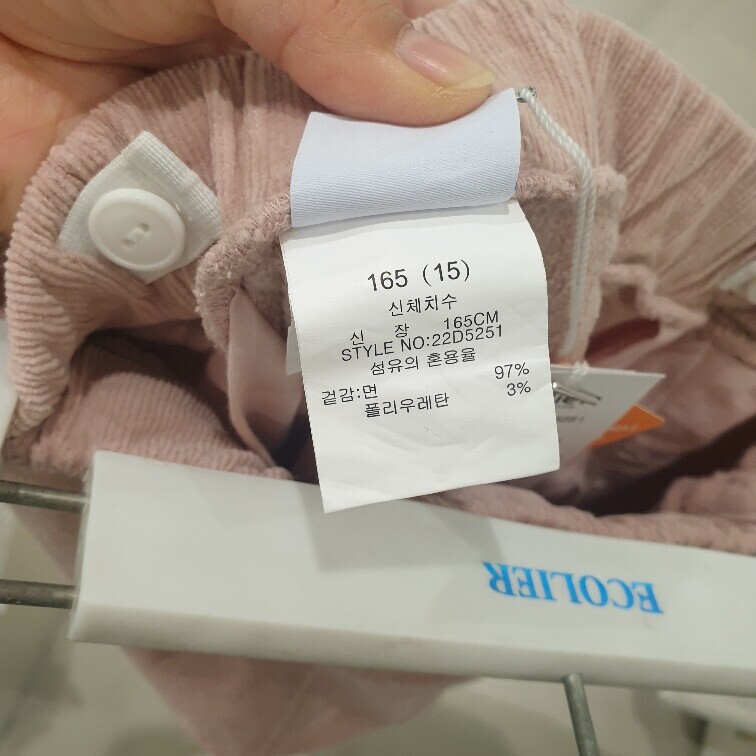 165 (15)
신체치수
신 장 165CM
STYLE NO:22D5251
섬유의 혼용율
겉감:면 97%
폴리우레탄 3%
ECOLIER